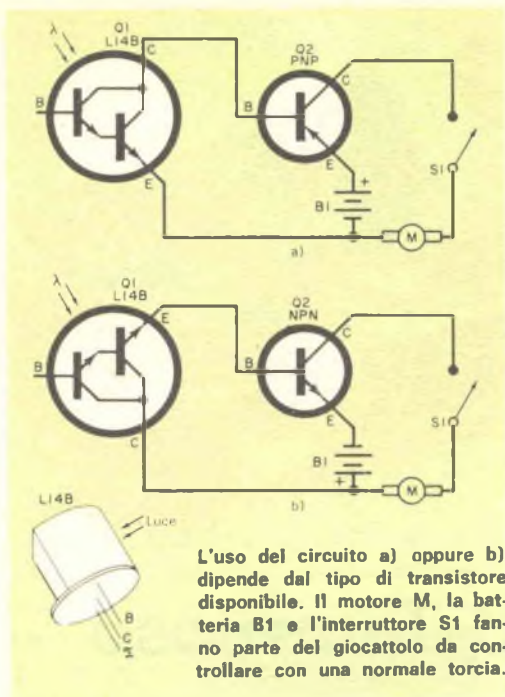 λ
Q1
L14B
C
B
E
Q2
PNP
C
B
E
+
B1
S1
M
a)
λ
Q1
L14B
E
B
C
Q2
NPN
C
B
E
B1
+
S1
M
b)
L14B
Luce
B
C
E
L'uso del circuito a) oppure b)
dipende dal tipo di transistore
disponibile. Il motore M, la bat-
teria B1 e l'interruttore S1 fan-
no parte del giocattolo da con-
trollare con una normale torcia.